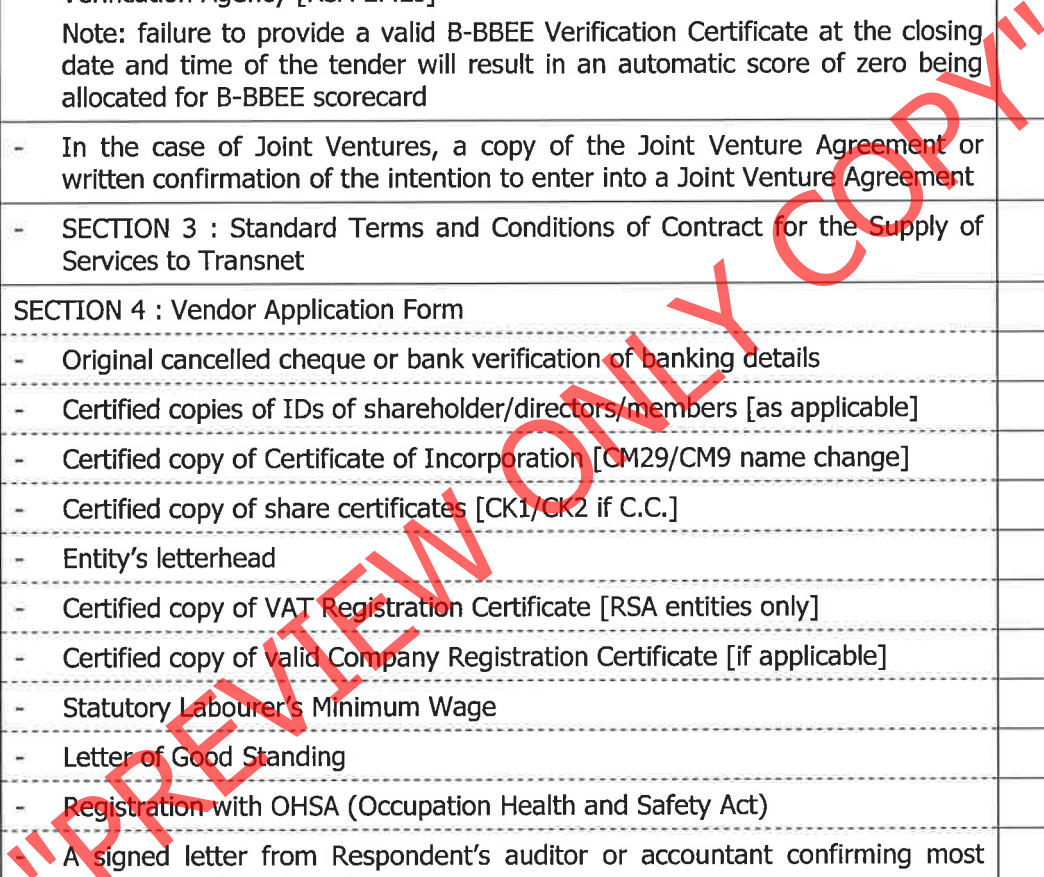 Note: failure to provide a valid B-BBEE Verification Certificate at the closing
date and time of the tender will result in an automatic score of zero being
allocated for B-BBEE scorecard
- In the case of Joint Ventures, a copy of the Joint Venture Agreement or
written confirmation of the intention to enter into a Joint Venture Agreement
- SECTION 3 : Standard Terms and Conditions of Contract for the Supply of
Services to Transnet
SECTION 4 : Vendor Application Form
- Original cancelled cheque or bank verification of banking details
- Certified copies of IDs of shareholder/directors/members [as applicable]
- Certified copy of Certificate of Incorporation [CM29/CM9 name change]
- Certified copy of share certificates [CK1/CK2 if C.C.]
- Entity's letterhead
- Certified copy of VAT Registration Certificate [RSA entities only]
- Certified copy of valid Company Registration Certificate [if applicable]
- Statutory Labourer's Minimum Wage
- Letter of Good Standing
- Registration with OHSA (Occupation Health and Safety Act)
- A signed letter from Respondent's auditor or accountant confirming most
"PREVIEW ONLY COPY"